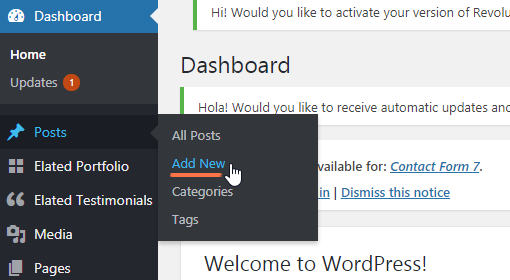 Dashboard
Home
Updates 1
Posts
Elated Portfolio
Elated Testimonials
Media
Pages
All Posts
Add New
Categories
Tags
Hi! Would you like to activate your version of Revolu
Dashboard
Hola! Would you like to receive automatic updates and
vailable for: Contact Form 7.
in | Dismiss this notice
Welcome to WordPress!